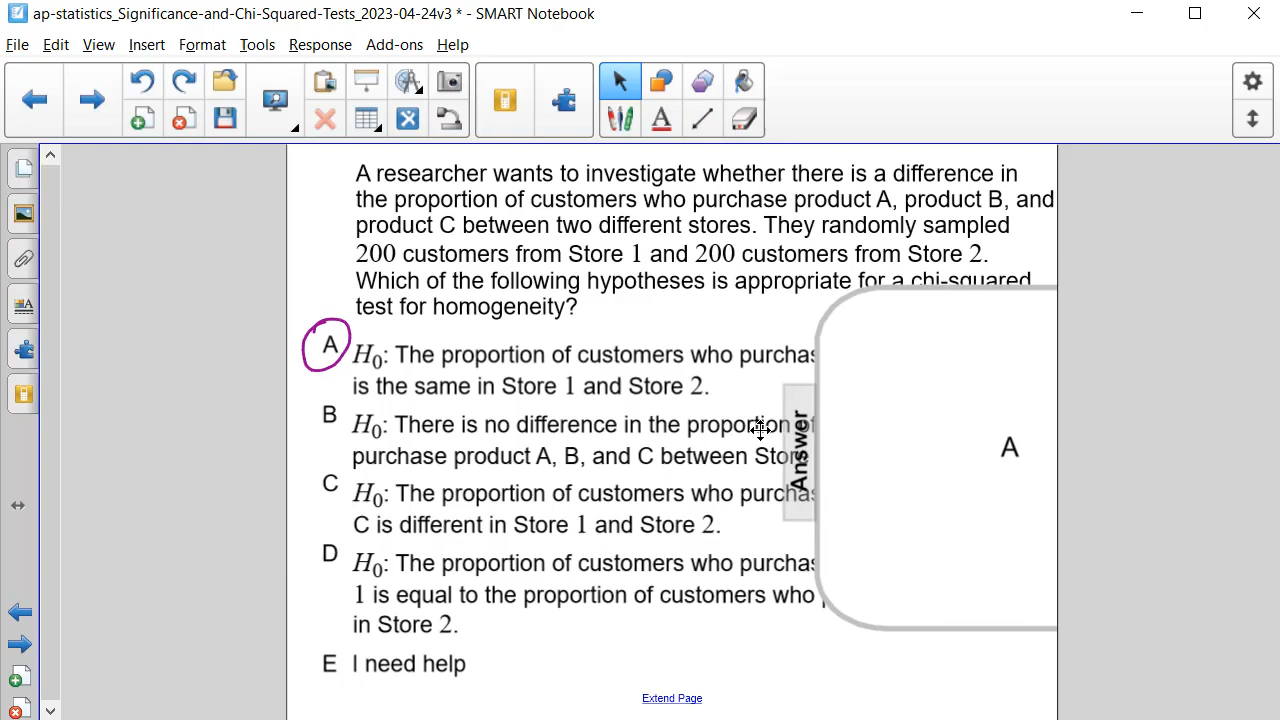 ap-statistics_Significance-and-Chi-Squared-Tests_2023-04-24v3 * - SMART Notebook
File Edit View Insert Format Tools Response Add-ons Help
A researcher wants to investigate whether there is a difference in
the proportion of customers who purchase product A, product B, and
product C between two different stores. They randomly sampled
200 customers from Store 1 and 200 customers from Store 2.
Which of the following hypotheses is appropriate for a chi-squared
test for homogeneity?
A H₀: The proportion of customers who purchas
is the same in Store 1 and Store 2.
B H₀: There is no difference in the proportion of
purchase product A, B, and C between Stor
C H₀: The proportion of customers who purchas
C is different in Store 1 and Store 2.
D H₀: The proportion of customers who purchas
1 is equal to the proportion of customers who
in Store 2.
E I need help
Answer
A
Extend Page